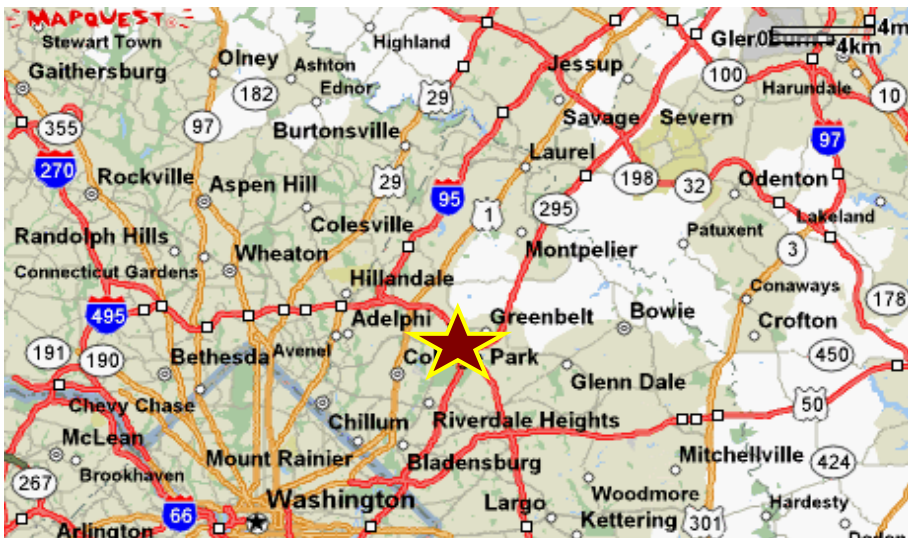 MAPQUEST
Stewart Town
Highland
4m
4km
0
Olney
Ashton
Jessup
Gaithersburg
182
Ednor
29
100
Harundale
10
355
97
Burtonsville
Savage
Severn
97
270
Rockville
Aspen Hill
29
95
Laurel
198
32
Odenton
Colesville
1
295
Lakeland
Randolph Hills
Wheaton
Montpelier
Patuxent
3
Connecticut Gardens
Hillandale
Conaways
178
495
Adelphi
Greenbelt
Bowie
Crofton
191
190
Bethesda
Avenel
Park
450
Glenn Dale
Chevy Chase
Chillum
Riverdale Heights
50
McLean
Mount Rainier
Bladensburg
Mitchellville
424
Brookhaven
267
66
Washington
Largo
Woodmore
Hardesty
Arlington
Kettering
301